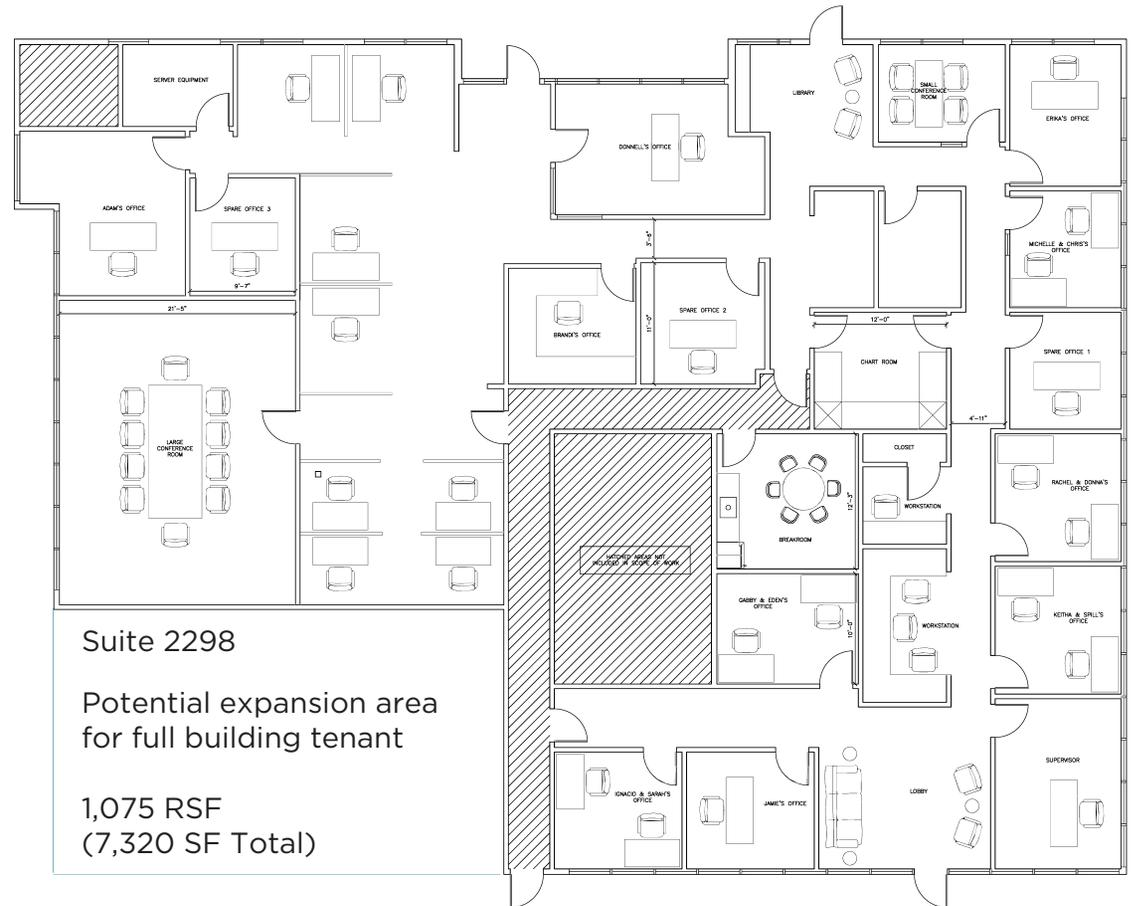 SERVER EQUIPMENT
LIBRARY
SMALL
CONFERENCE
ROOM
ERIKA'S OFFICE
DONNELL'S OFFICE
ADAM'S OFFICE
SPARE OFFICE 3
9'-7"
21'-5"
3'-6"
MICHELLE & CHRIS'S
OFFICE
BRANDI'S OFFICE
11'-0"
SPARE OFFICE 2
12'-0"
CHART ROOM
SPARE OFFICE 1
4'-11"
LARGE
CONFERENCE
ROOM
CLOSET
WORKSTATION
12'-3"
BREAKROOM
RACHEL & DONNA'S
OFFICE
HATCHED AREAS NOT
INCLUDED IN SCOPE OF WORK
GABBY & EDEN'S
OFFICE
10'-0"
WORKSTATION
KEITHA & SPILL'S
OFFICE
Suite 2298
Potential expansion area
for full building tenant
1,075 RSF
(7,320 SF Total)
IGNACIO & SARAH'S
OFFICE
JAMIE'S OFFICE
LOBBY
SUPERVISOR